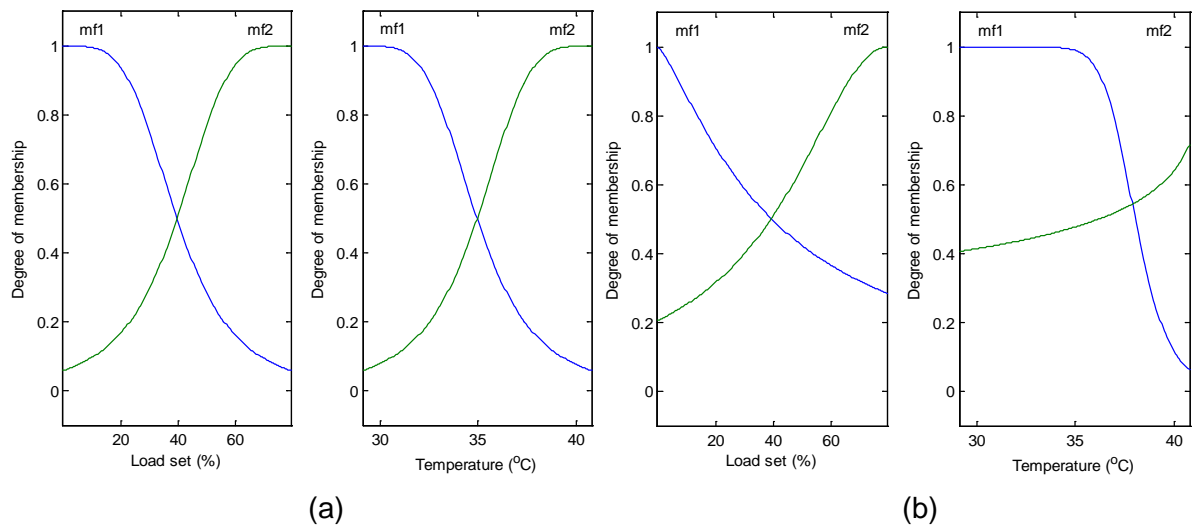 mf1 mf2 mf1 mf2 mf1 mf2 mf1 mf2
1 1 1 1
0.8 0.8 0.8 0.8
0.6 0.6 0.6 0.6
0.4 0.4 0.4 0.4
0.2 0.2 0.2 0.2
0 0 0 0
Degree of membership Degree of membership Degree of membership Degree of membership
20 40 60 30 35 40 20 40 60 30 35 40
Load set (%) Temperature (°C) Load set (%) Temperature (°C)
(a) (b)